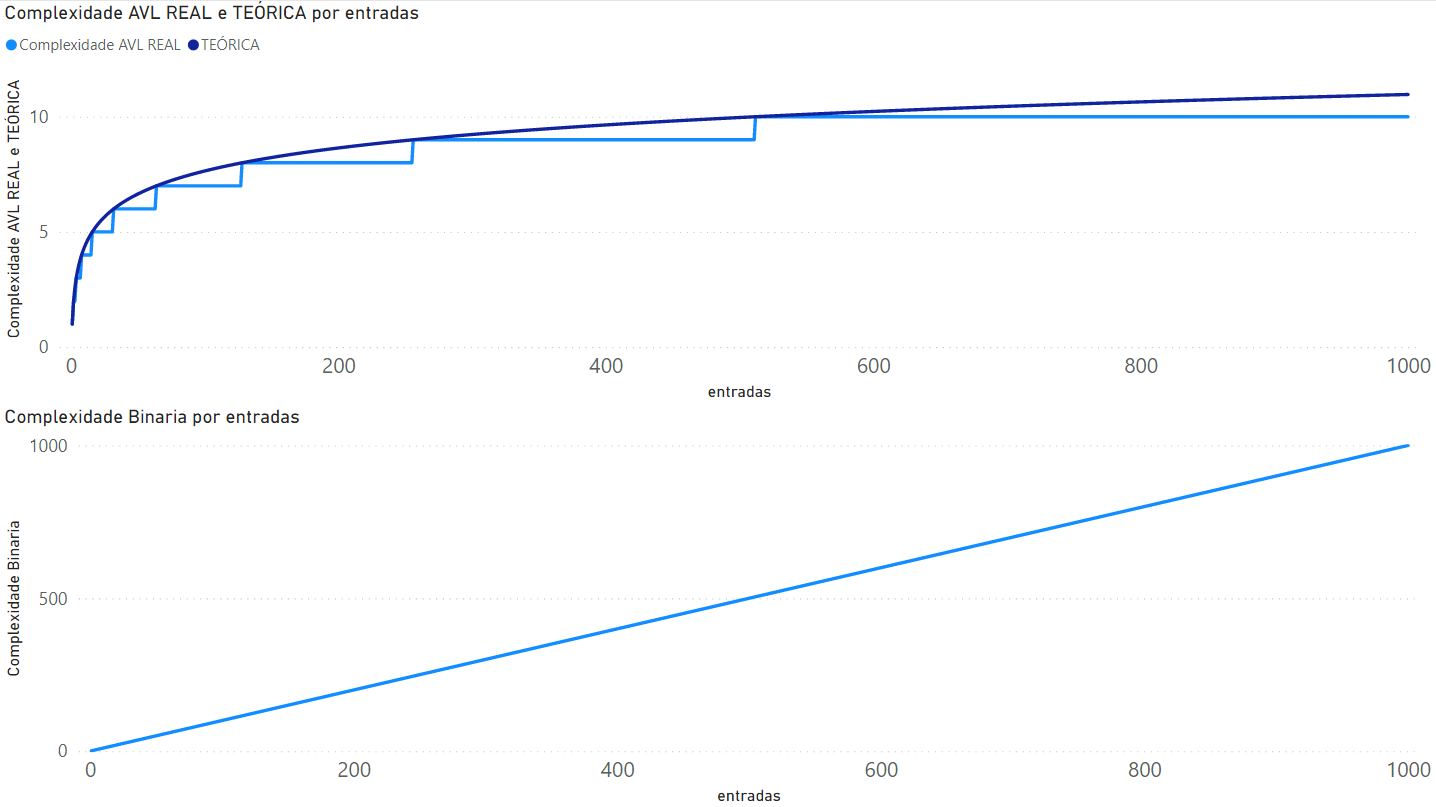 Complexidade AVL REAL e TEÓRICA por entradas
Complexidade AVL REAL TEÓRICA
Complexidade AVL REAL e TEÓRICA
10
5
0
0 200 400 600 800 1000
entradas
Complexidade Binaria por entradas
Complexidade Binaria
1000
500
0
0 200 400 600 800 1000
entradas